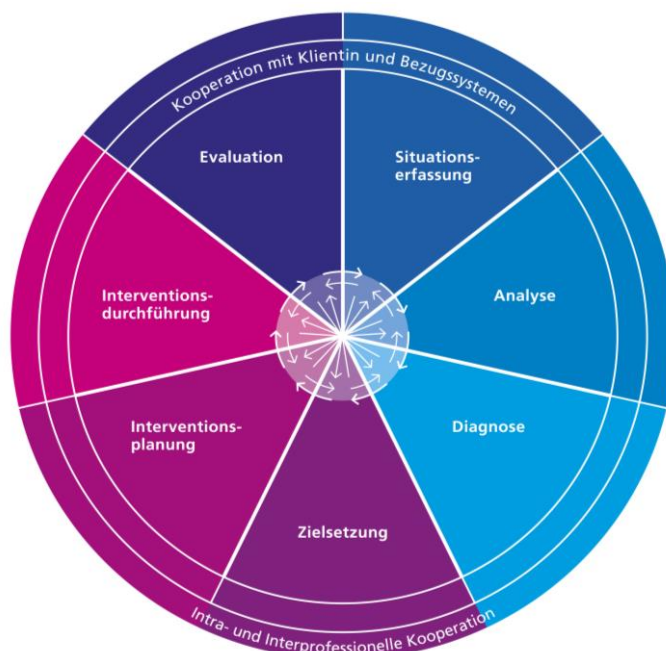 Kooperation mit Klientin und Bezugssystemen
Evaluation
Situations-
erfassung
Analyse
Diagnose
Zielsetzung
Interventions-
planung
Interventions-
durchführung
Intra- und Interprofessionelle Kooperation